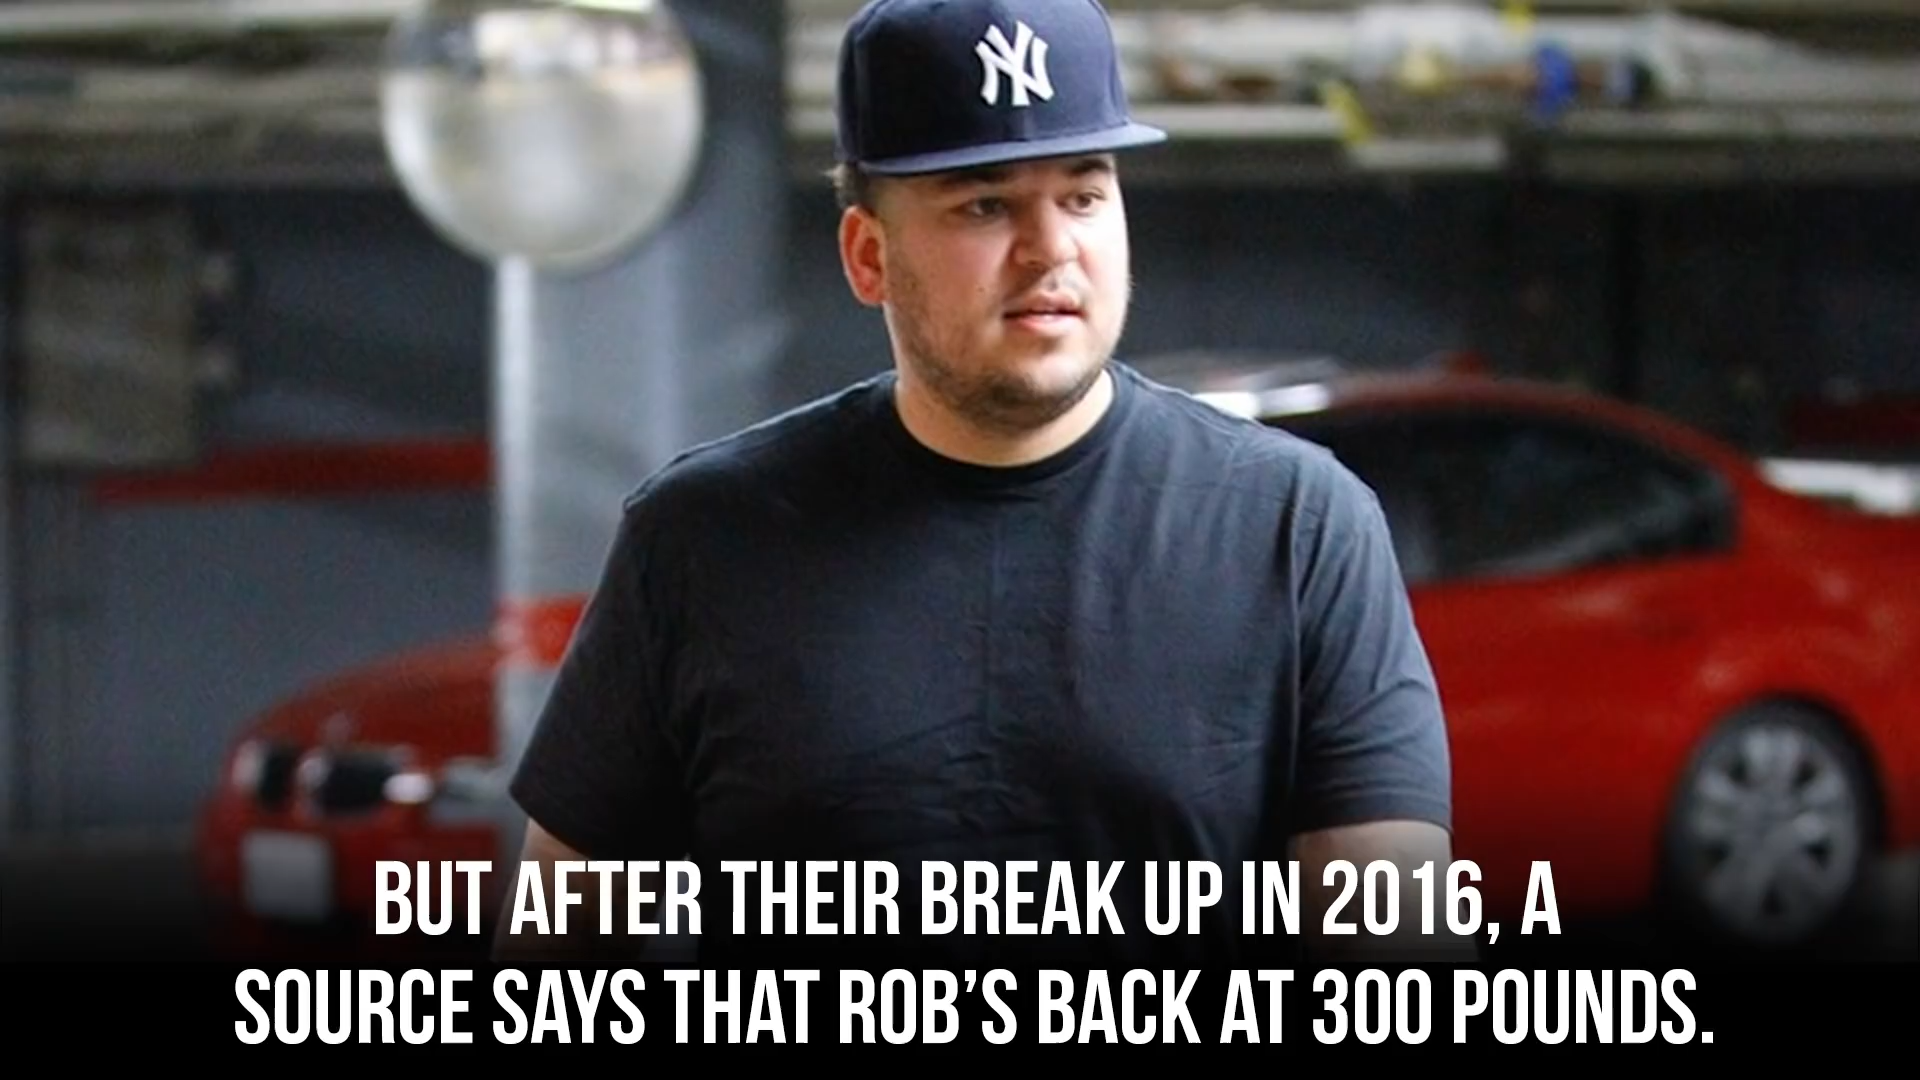 NY
BUT AFTER THEIR BREAK UP IN 2016, A
SOURCE SAYS THAT ROB’S BACK AT 300 POUNDS.